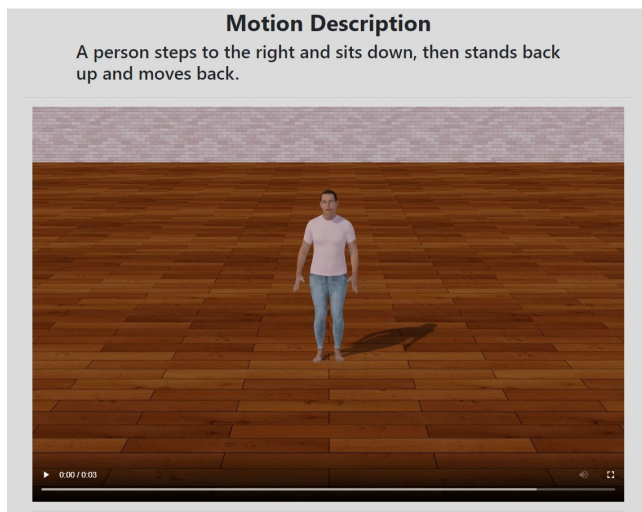 Motion Description
A person steps to the right and sits down, then stands back
up and moves back.
0:00 / 0:03